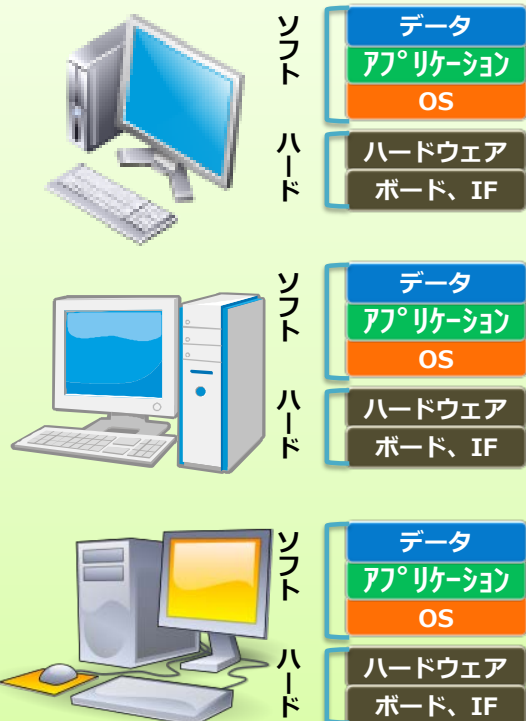 ソフト
データ
ｱﾌﾟﾘｹｰｼｮﾝ
OS
ハード
ハードウェア
ボード、IF
ソフト
データ
ｱﾌﾟﾘｹｰｼｮﾝ
OS
ハード
ハードウェア
ボード、IF
ソフト
データ
ｱﾌﾟﾘｹｰｼｮﾝ
OS
ハード
ハードウェア
ボード、IF